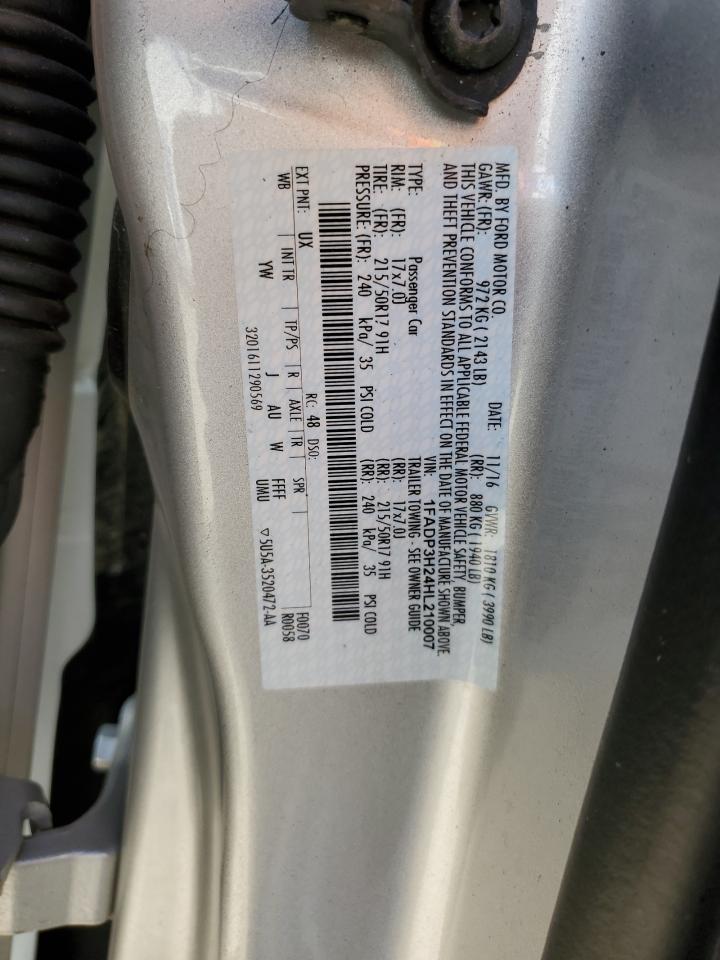 MFD. BY FORD MOTOR CO.
DATE: 11/16 GVWR: 1810 KG ( 3990 LB)
GAWR: (FR): 972 KG ( 2143 LB) (RR): 880 KG ( 1940 LB)
THIS VEHICLE CONFORMS TO ALL APPLICABLE FEDERAL MOTOR VEHICLE SAFETY, BUMPER,
AND THEFT PREVENTION STANDARDS IN EFFECT ON THE DATE OF MANUFACTURE SHOWN ABOVE.
VIN: 1FADP3H24HL210007
TYPE: Passenger Car TRAILER TOWING - SEE OWNER GUIDE
RIM: (FR): 17x7.0J (RR): 17x7.0J
TIRE: (FR): 215/50R17 91H (RR): 215/50R17 91H
PRESSURE: (FR): 240 kPa/ 35 PSI COLD (RR): 240 kPa/ 35 PSI COLD
EXT PNT: UX RC: 48 DSO: F0070
WB | INT TR | TP/PS | R | AXLE | TR | SPR | R0058
YW J AU W FFFF UMU
3201611290569 ▽5U5A-3520472-AA